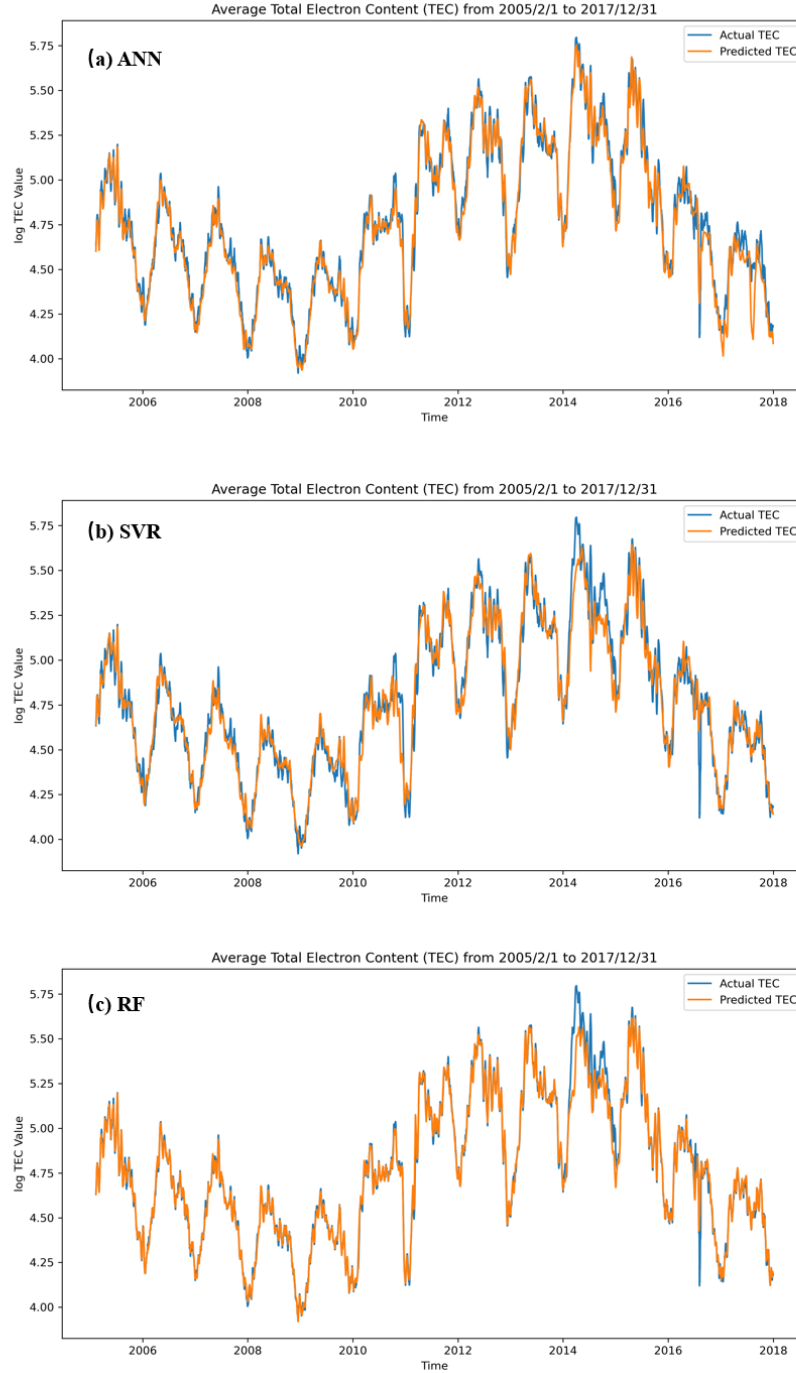 Average Total Electron Content (TEC) from 2005/2/1 to 2017/12/31
(a) ANN
Actual TEC
Predicted TEC
5.75
5.50
5.25
5.00
4.75
4.50
4.25
4.00
log TEC Value
2006 2008 2010 2012 2014 2016 2018
Time
Average Total Electron Content (TEC) from 2005/2/1 to 2017/12/31
(b) SVR
Actual TEC
Predicted TEC
5.75
5.50
5.25
5.00
4.75
4.50
4.25
4.00
log TEC Value
2006 2008 2010 2012 2014 2016 2018
Time
Average Total Electron Content (TEC) from 2005/2/1 to 2017/12/31
(c) RF
Actual TEC
Predicted TEC
5.75
5.50
5.25
5.00
4.75
4.50
4.25
4.00
log TEC Value
2006 2008 2010 2012 2014 2016 2018
Time